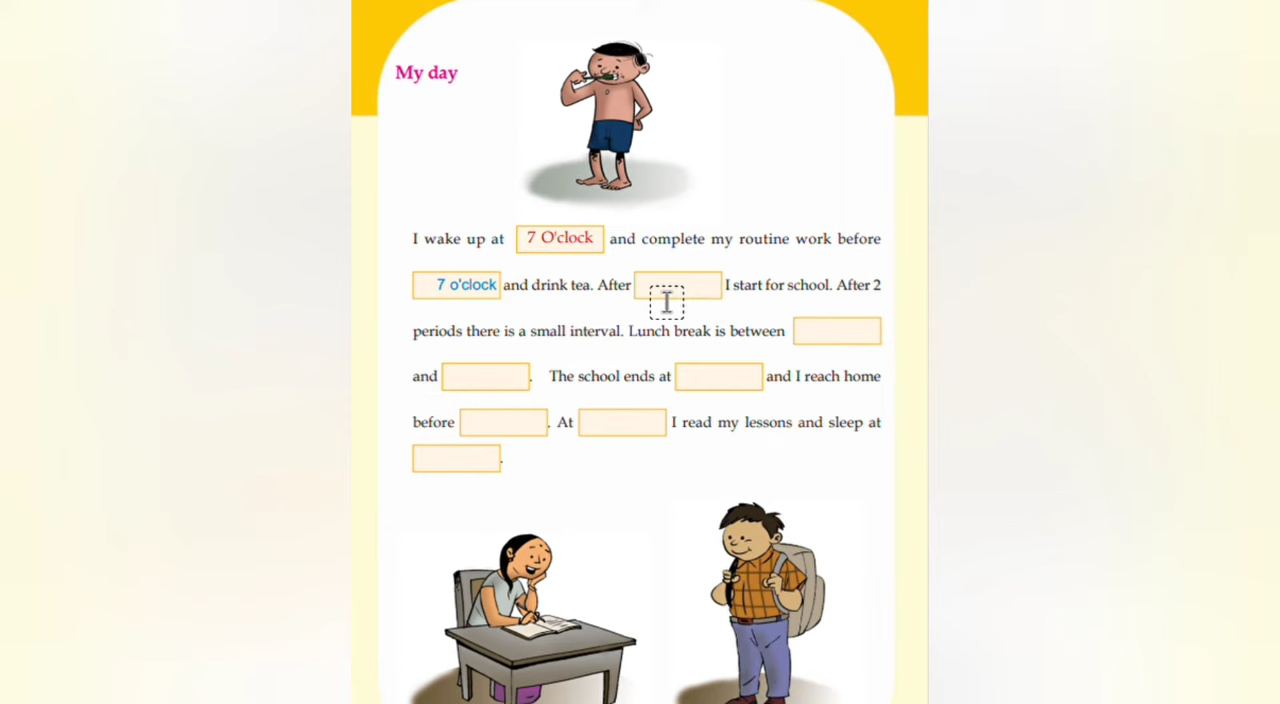 My day
I wake up at 7 O'clock and complete my routine work before
7 o'clock and drink tea. After I start for school. After 2
periods there is a small interval. Lunch break is between
and . The school ends at and I reach home
before . At I read my lessons and sleep at
.